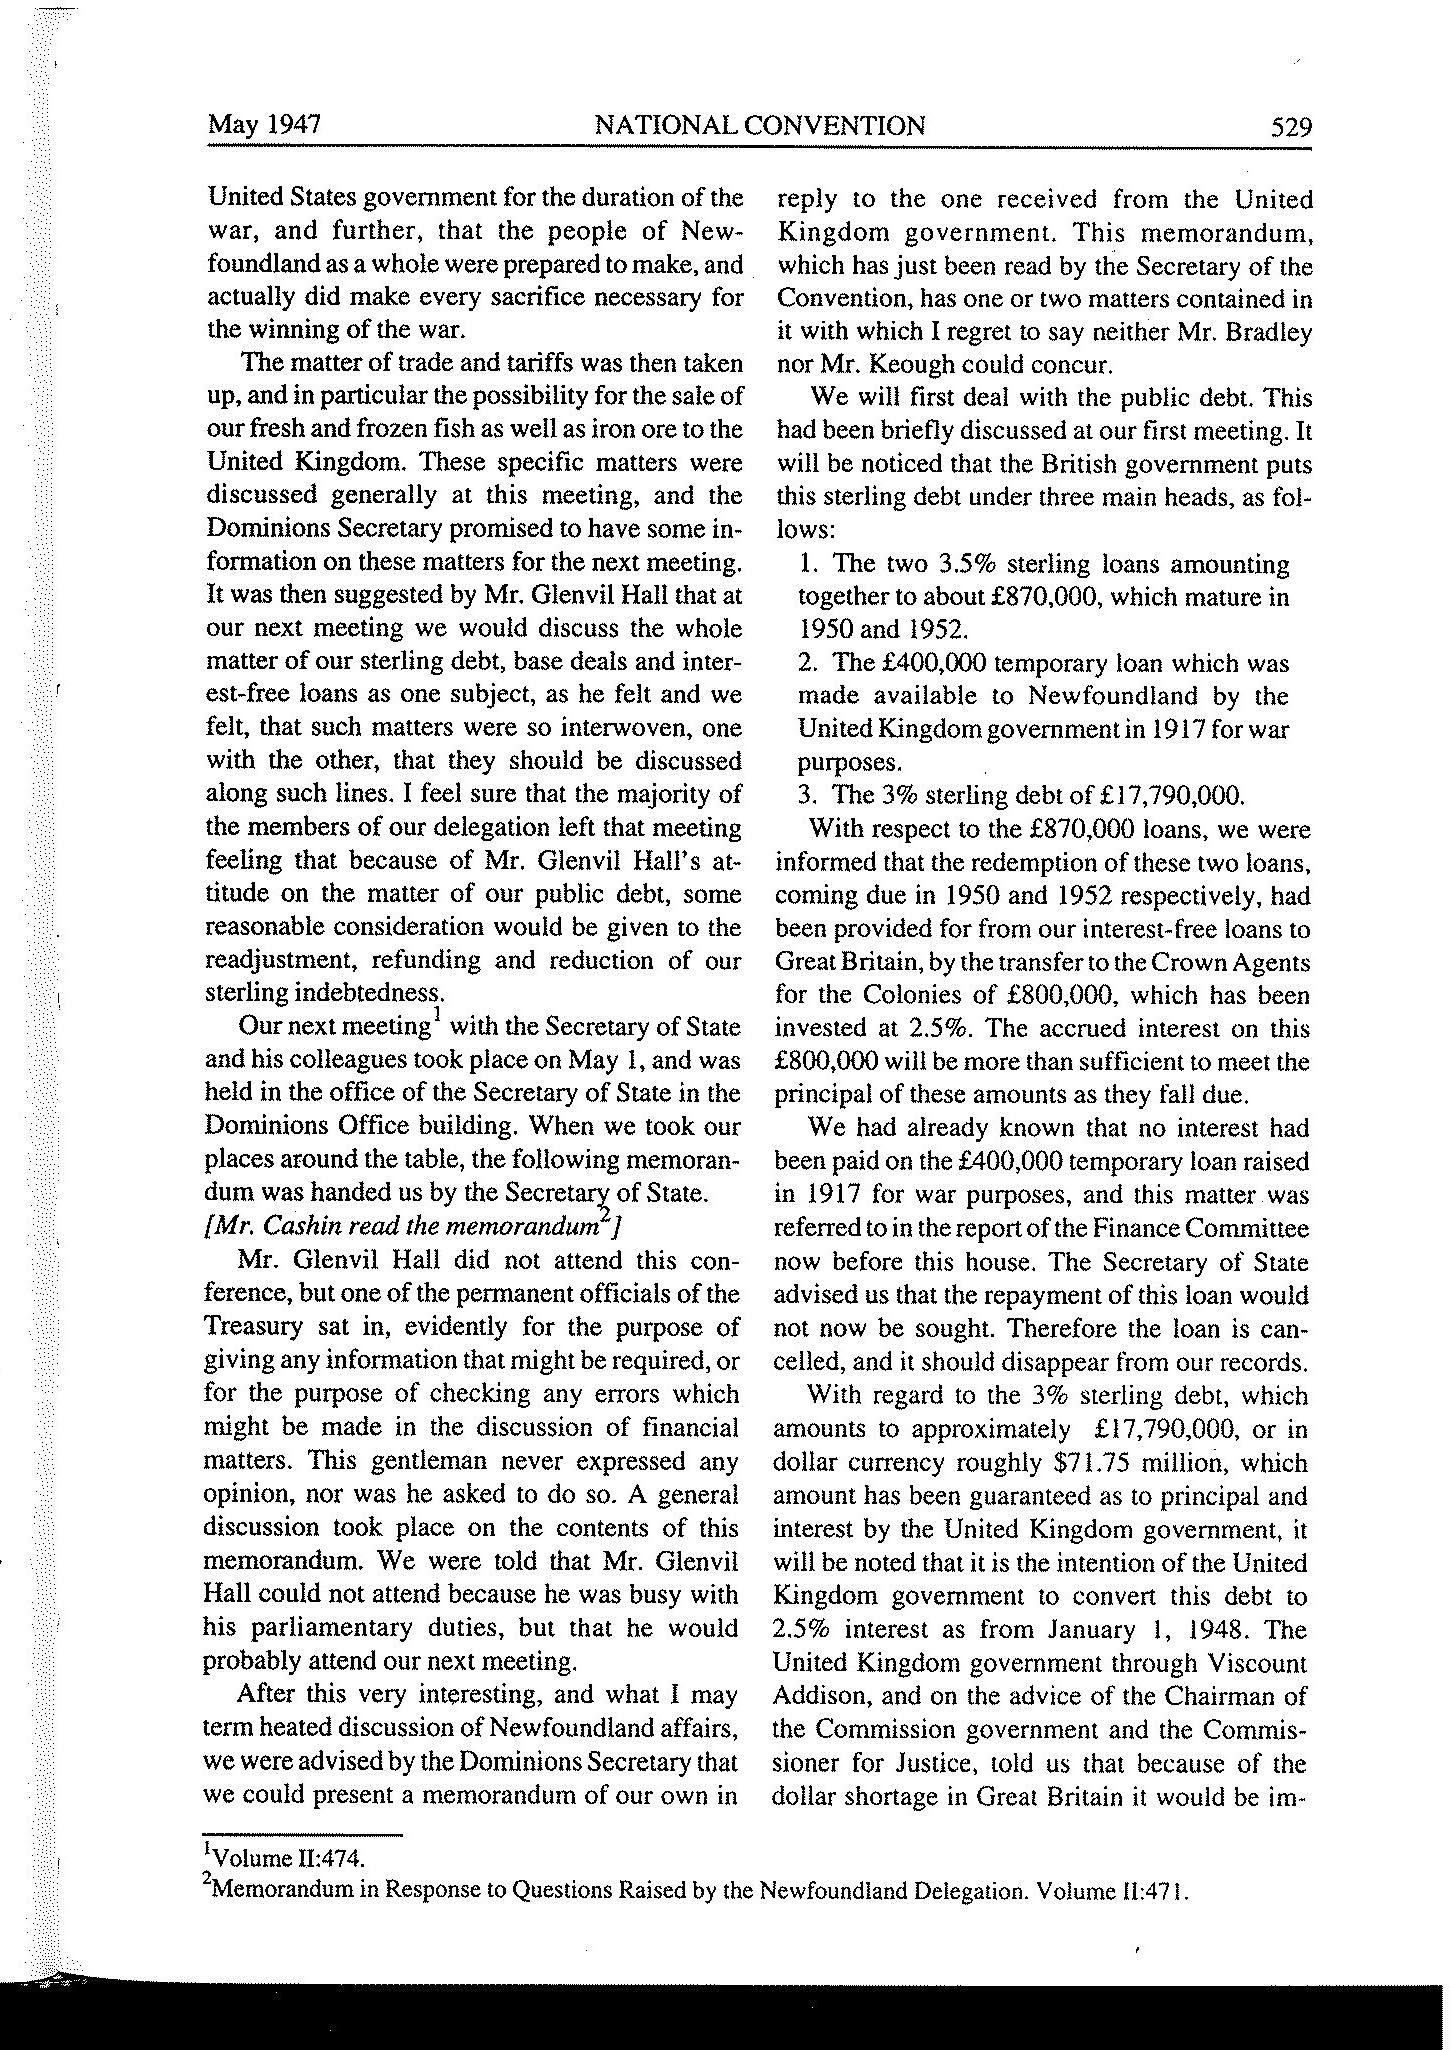 May 1947 NATIONAL CONVENTION 529
United States government for the duration of the
war, and further, that the people of New-
foundland as a whole were prepared to make, and
actually did make every sacrifice necessary for
the winning of the war.
The matter of trade and tariffs was then taken
up, and in particular the possibility for the sale of
our fresh and frozen fish as well as iron ore to the
United Kingdom. These specific matters were
discussed generally at this meeting, and the
Dominions Secretary promised to have some in-
formation on these matters for the next meeting.
It was then suggested by Mr. Glenvil Hall that at
our next meeting we would discuss the whole
matter of our sterling debt, base deals and inter-
est-free loans as one subject, as he felt and we
felt, that such matters were so interwoven, one
with the other, that they should be discussed
along such lines. I feel sure that the majority of
the members of our delegation left that meeting
feeling that because of Mr. Glenvil Hall's at-
titude on the matter of our public debt, some
reasonable consideration would be given to the
readjustment, refunding and reduction of our
sterling indebtedness.
Our next meeting1 with the Secretary of State
and his colleagues took place on May 1, and was
held in the office of the Secretary of State in the
Dominions Office building. When we took our
places around the table, the following memoran-
dum was handed us by the Secretary of State.
[Mr. Cashin read the memorandum2]
Mr. Glenvil Hall did not attend this con-
ference, but one of the permanent officials of the
Treasury sat in, evidently for the purpose of
giving any information that might be required, or
for the purpose of checking any errors which
might be made in the discussion of financial
matters. This gentleman never expressed any
opinion, nor was he asked to do so. A general
discussion took place on the contents of this
memorandum. We were told that Mr. Glenvil
Hall could not attend because he was busy with
his parliamentary duties, but that he would
probably attend our next meeting.
After this very interesting, and what I may
term heated discussion of Newfoundland affairs,
we were advised by the Dominions Secretary that
we could present a memorandum of our own in
reply to the one received from the United
Kingdom government. This memorandum,
which has just been read by the Secretary of the
Convention, has one or two matters contained in
it with which I regret to say neither Mr. Bradley
nor Mr. Keough could concur.
We will first deal with the public debt. This
had been briefly discussed at our first meeting. It
will be noticed that the British government puts
this sterling debt under three main heads, as fol-
lows:
1. The two 3.5% sterling loans amounting
together to about £870,000, which mature in
1950 and 1952.
2. The £400,000 temporary loan which was
made available to Newfoundland by the
United Kingdom government in 1917 for war
purposes.
3. The 3% sterling debt of £17,790,000.
With respect to the £870,000 loans, we were
informed that the redemption of these two loans,
coming due in 1950 and 1952 respectively, had
been provided for from our interest-free loans to
Great Britain, by the transfer to the Crown Agents
for the Colonies of £800,000, which has been
invested at 2.5%. The accrued interest on this
£800,000 will be more than sufficient to meet the
principal of these amounts as they fall due.
We had already known that no interest had
been paid on the £400,000 temporary loan raised
in 1917 for war purposes, and this matter was
referred to in the report of the Finance Committee
now before this house. The Secretary of State
advised us that the repayment of this loan would
not now be sought. Therefore the loan is can-
celled, and it should disappear from our records.
With regard to the 3% sterling debt, which
amounts to approximately £17,790,000, or in
dollar currency roughly $71.75 million, which
amount has been guaranteed as to principal and
interest by the United Kingdom government, it
will be noted that it is the intention of the United
Kingdom government to convert this debt to
2.5% interest as from January 1, 1948. The
United Kingdom government through Viscount
Addison, and on the advice of the Chairman of
the Commission government and the Commis-
sioner for Justice, told us that because of the
dollar shortage in Great Britain it would be im-
1Volume II:474.
2Memorandum in Response to Questions Raised by the Newfoundland Delegation. Volume II:471.